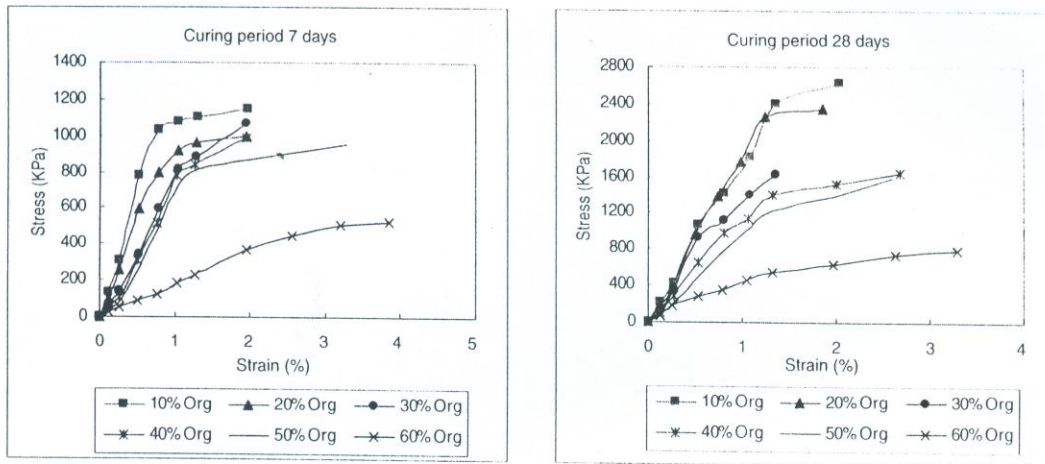 Curing period 7 days
1400
1200
1000
800
600
400
200
0
Stress (KPa)
0 1 2 3 4 5
Strain (%)
10% Org 20% Org 30% Org
40% Org 50% Org 60% Org
Curing period 28 days
2800
2400
2000
1600
1200
800
400
0
Stress (KPa)
0 1 2 3 4
Strain (%)
10% Org 20% Org 30% Org
40% Org 50% Org 60% Org